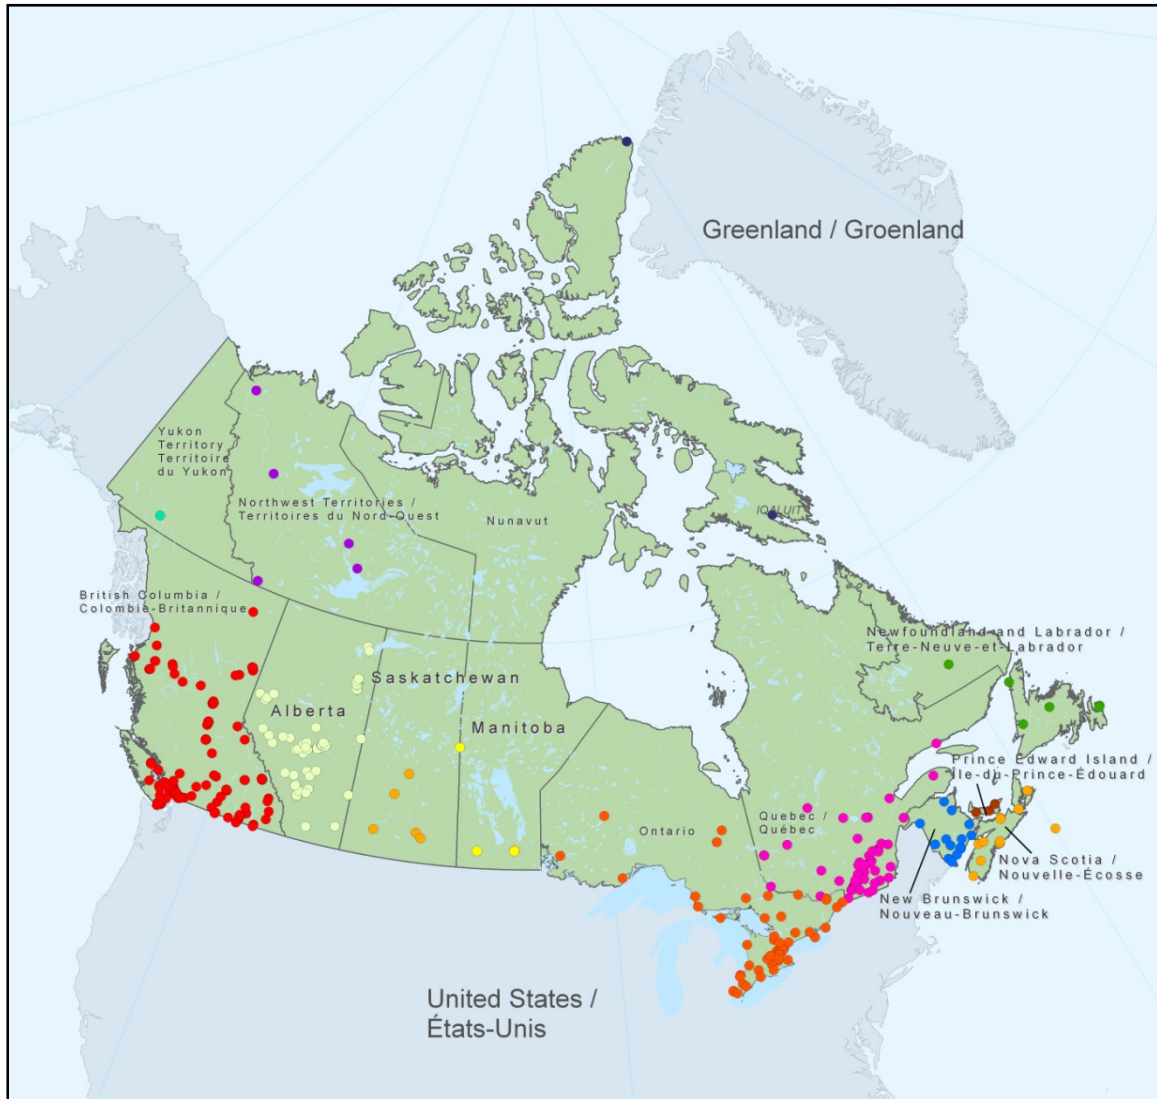 Greenland / Groenland
Yukon
Territory /
Territoire
du Yukon
Northwest Territories /
Territoires du Nord-Ouest
Nunavut
IQALUIT
British Columbia /
Colombie-Britannique
Newfoundland and Labrador /
Terre-Neuve-et-Labrador
Saskatchewan
Alberta
Manitoba
Prince Edward Island /
Île-du-Prince-Édouard
Ontario
Quebec /
Québec
Nova Scotia /
Nouvelle-Écosse
New Brunswick /
Nouveau-Brunswick
United States /
États-Unis